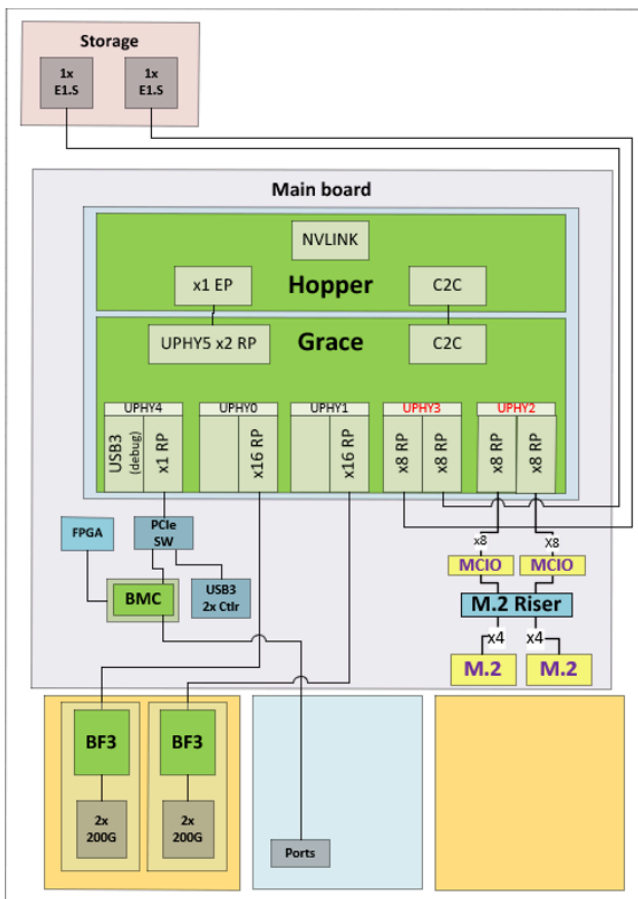 Storage
1x
E1.S
1x
E1.S
Main board
NVLINK
x1 EP
Hopper
C2C
UPHY5 x2 RP
Grace
C2C
UPHY4
UPHY0
UPHY1
UPHY3
UPHY2
USB3
(debug)
x1 RP
x16 RP
x16 RP
x8 RP
x8 RP
x8 RP
x8 RP
FPGA
PCIe
SW
x8
x8
MCIO
MCIO
BMC
USB3
2x Ctlr
M.2 Riser
x4
x4
M.2
M.2
BF3
BF3
2x
200G
2x
200G
Ports